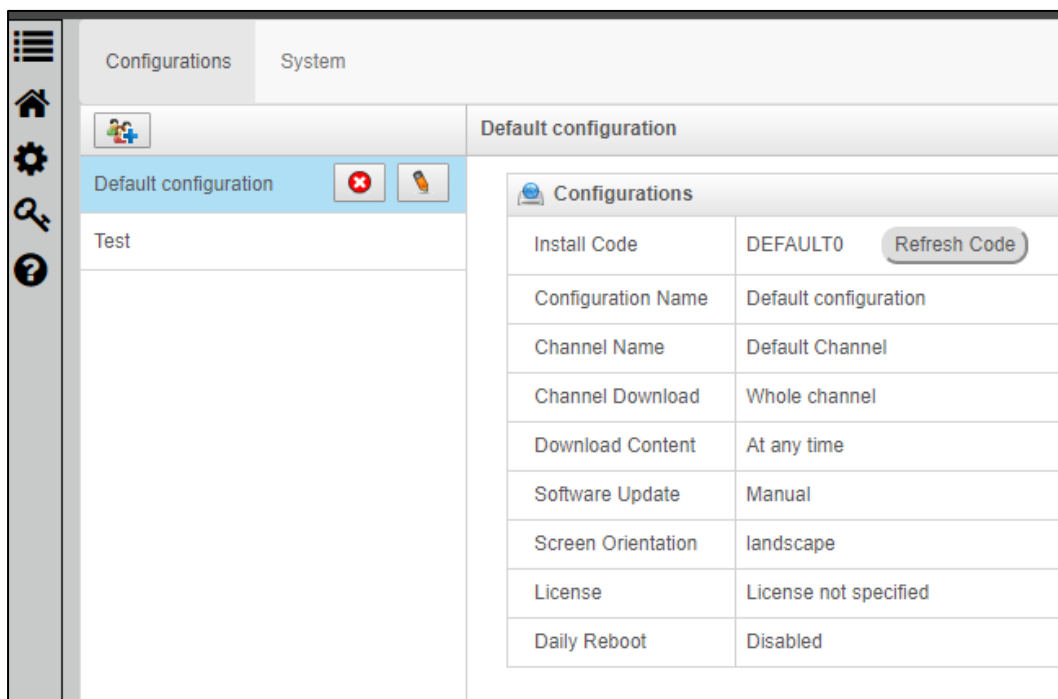 Configurations System
Default configuration
Default configuration
Test
Configurations
Install Code DEFAULT0 Refresh Code
Configuration Name Default configuration
Channel Name Default Channel
Channel Download Whole channel
Download Content At any time
Software Update Manual
Screen Orientation landscape
License License not specified
Daily Reboot Disabled